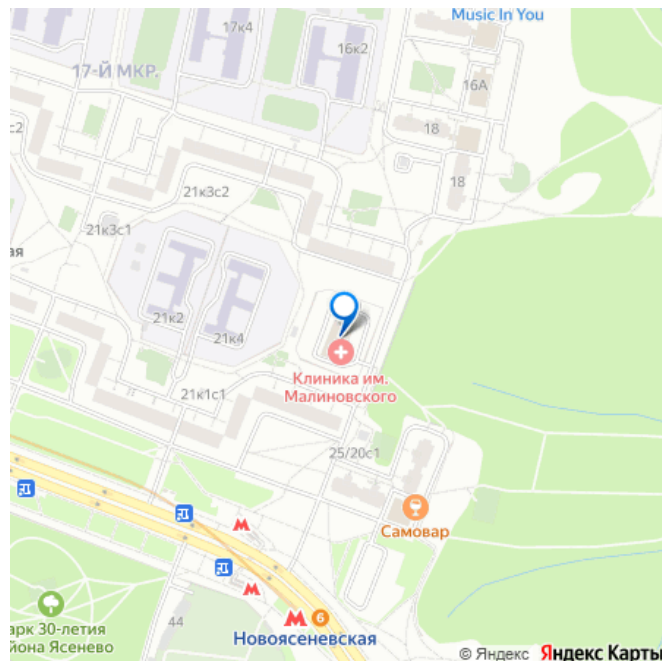 Music In You
17к4
16к2
17-Й МКР.
16А
с2
18
18
21к3с2
21к3с1
ая
21к2
21к4
Клиника им.
Малиновского
21к1с1
25/20с1
Самовар
М
М
М
6
44
арк 30-летия
йона Ясенево
Новоясеневская
© Яндекс Яндекс Карты